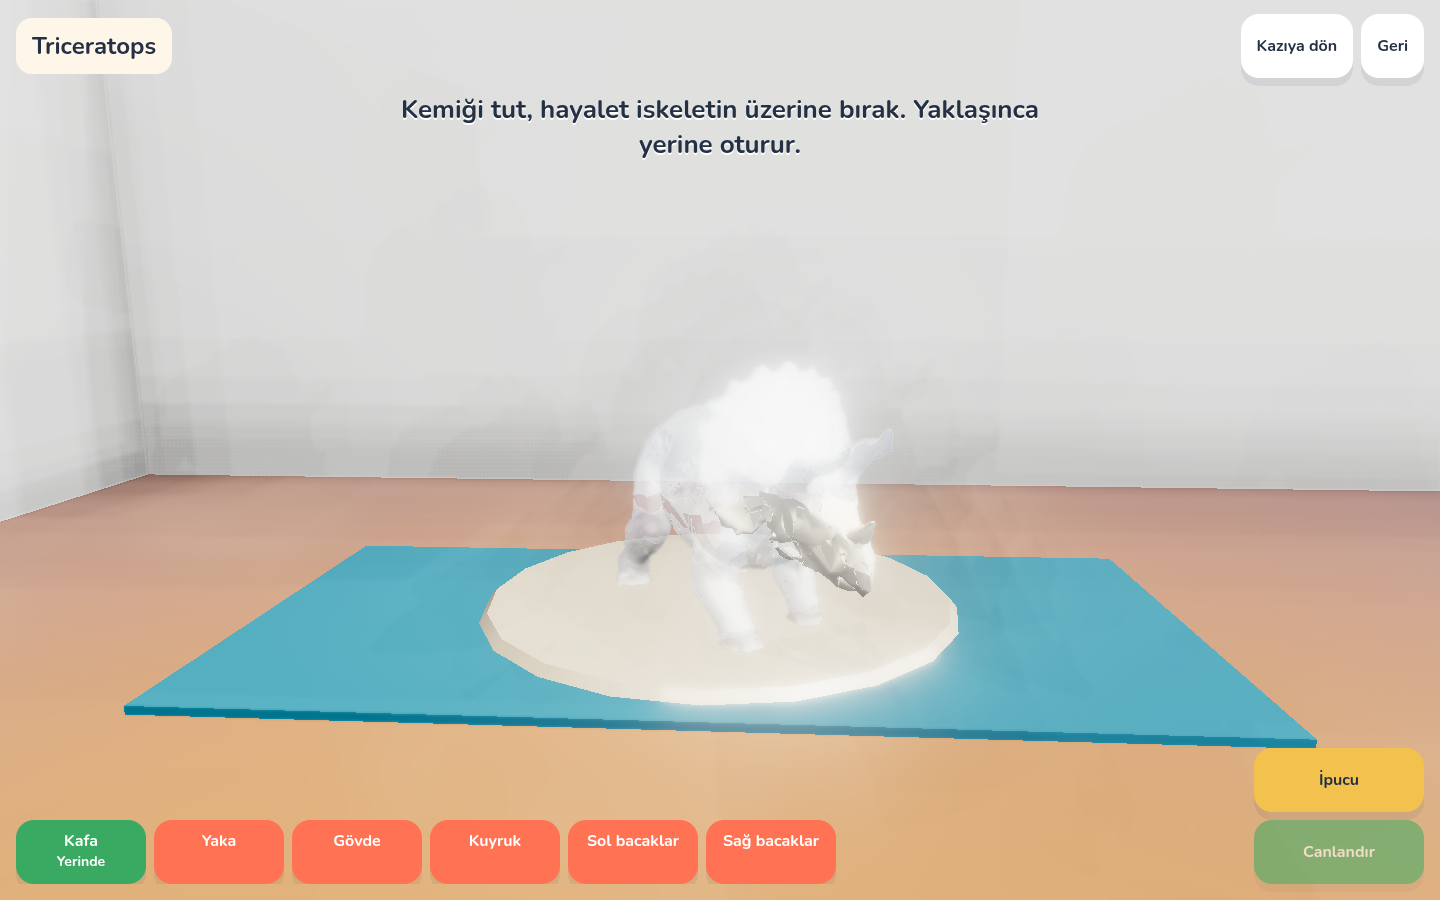 Triceratops
Kazıya dön
Geri
Kemiği tut, hayalet iskeletin üzerine bırak. Yaklaşınca
yerine oturur.
İpucu
Kafa
Yerinde
Yaka
Gövde
Kuyruk
Sol bacaklar
Sağ bacaklar
Canlandır